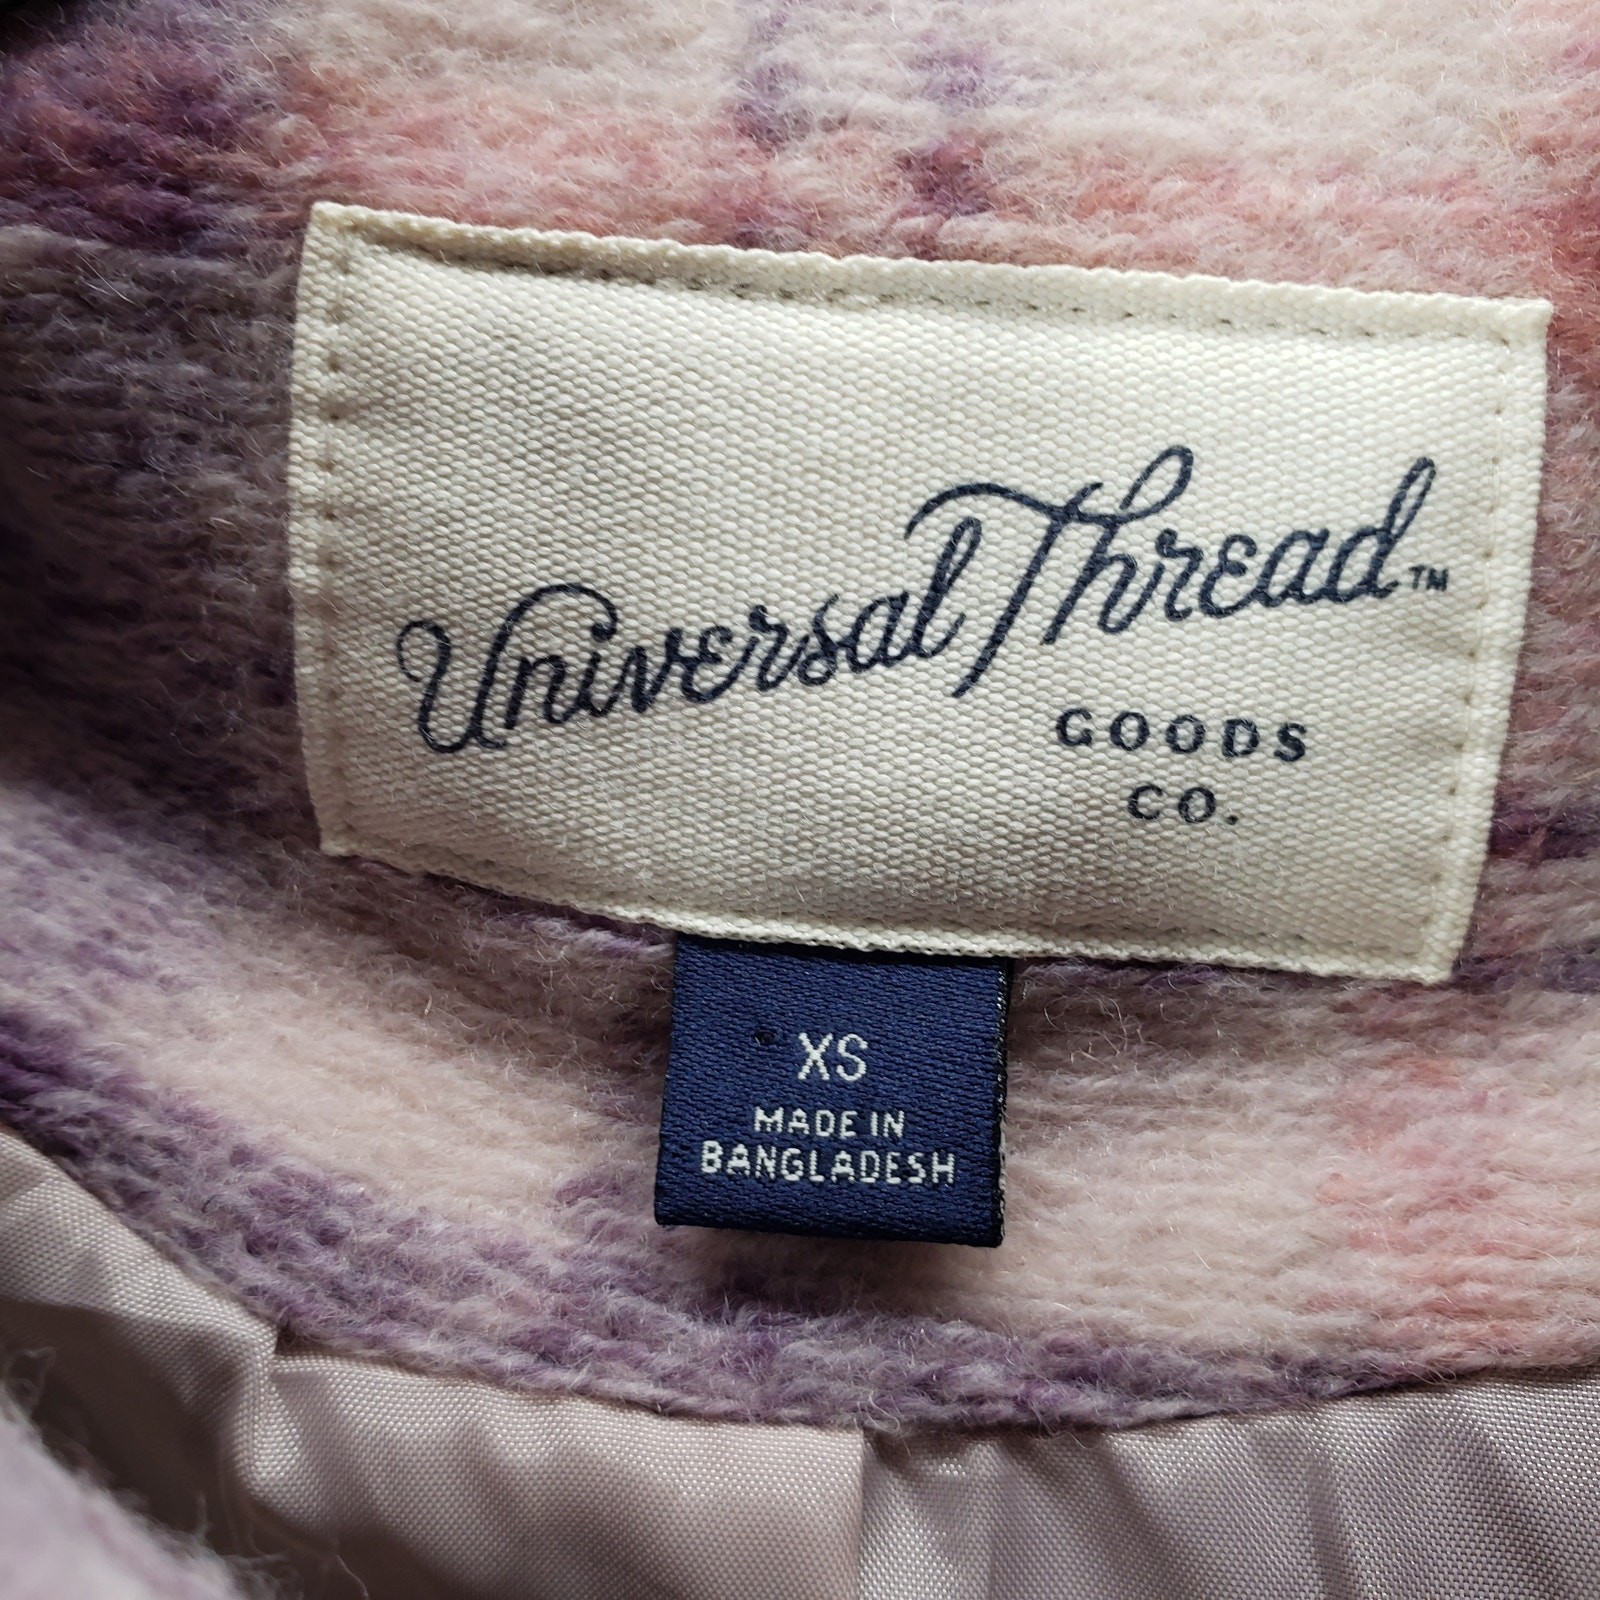 Universal Thread™
GOODS
CO.
XS
MADE IN
BANGLADESH